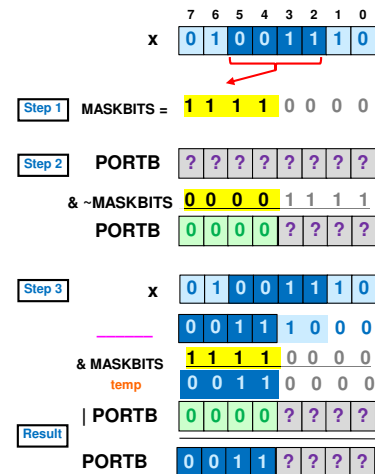 7 6 5 4 3 2 1 0
x 0 1 0 0 1 1 1 0
Step 1 MASKBITS = 1 1 1 1 0 0 0 0
Step 2 PORTB ? ? ? ? ? ? ? ?
& ~MASKBITS 0 0 0 0 1 1 1 1
PORTB 0 0 0 0 ? ? ? ?
Step 3 x 0 1 0 0 1 1 1 0
0 0 1 1 1 0 0 0
& MASKBITS 1 1 1 1 0 0 0 0
temp 0 0 1 1 0 0 0 0
| PORTB 0 0 0 0 ? ? ? ?
Result
PORTB 0 0 1 1 ? ? ? ?